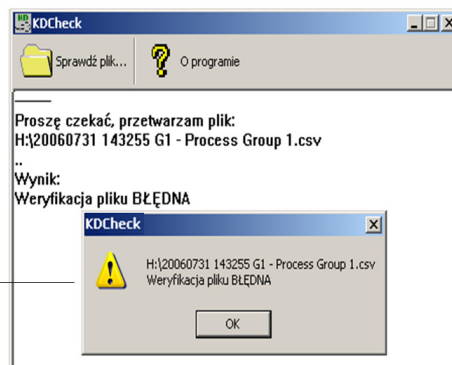 KDCheck
Sprawdź plik... O programie
Proszę czekać, przetwarzam plik:
H:\20060731 143255 G1 - Process Group 1.csv
..
Wynik:
Weryfikacja pliku BŁĘDNA
KDCheck
H:\20060731 143255 G1 - Process Group 1.csv
Weryfikacja pliku BŁĘDNA
OK